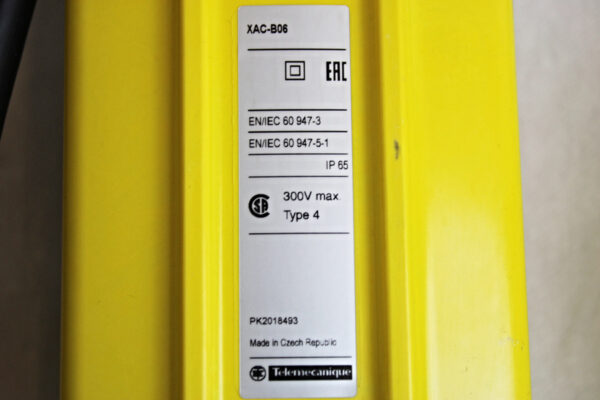 XAC-B06
EAC
EN/IEC 60 947-3
EN/IEC 60 947-5-1
IP 65
300V max.
Type 4
PK2018493
Made in Czech Republic
Telemecanique